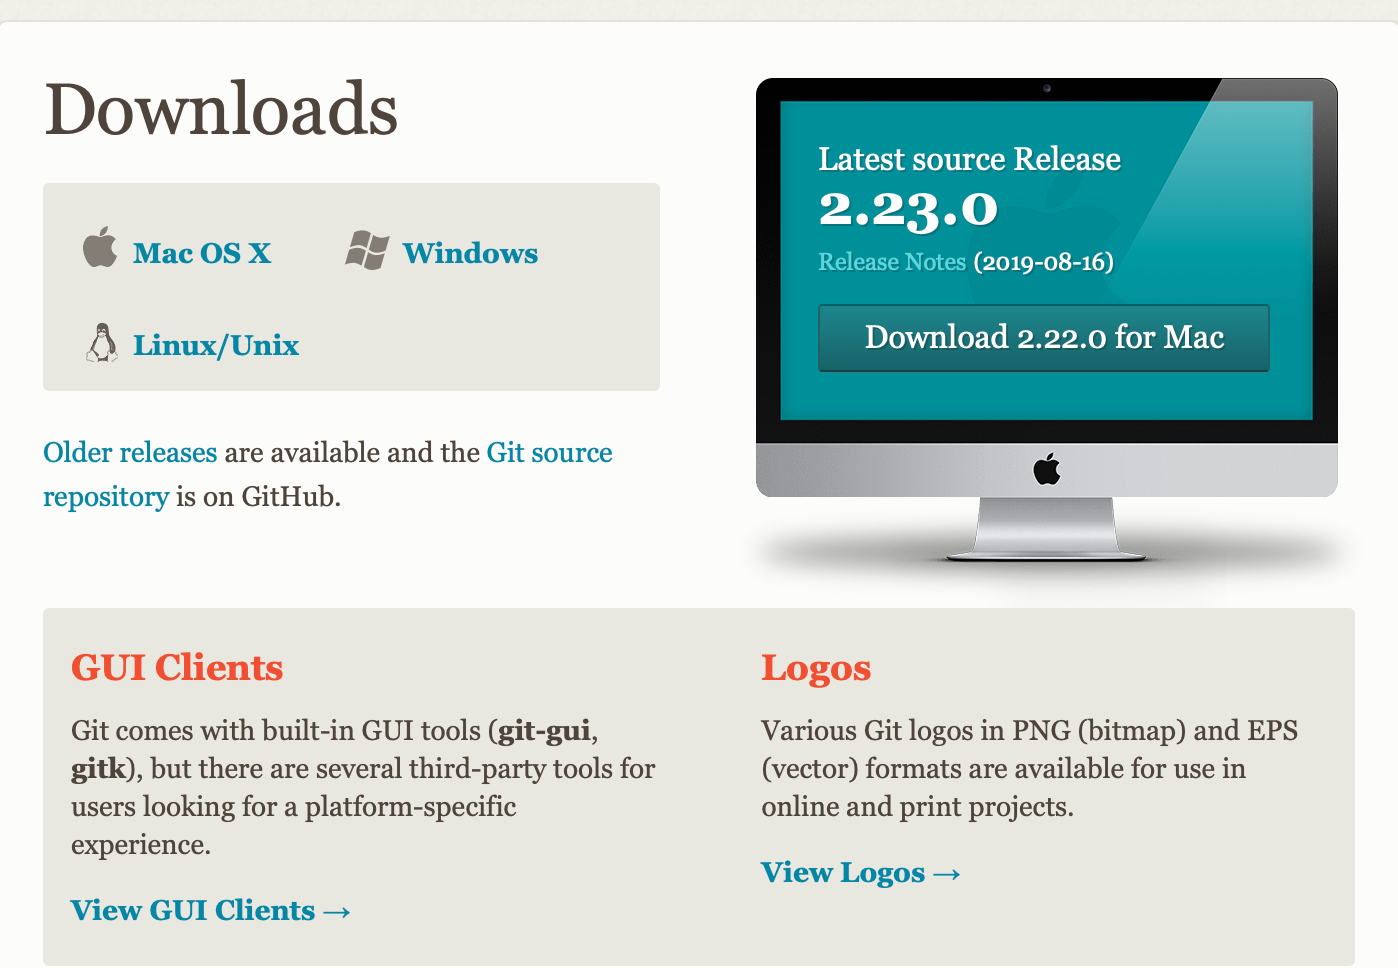 Downloads
Mac OS X
Windows
Linux/Unix
Older releases are available and the Git source
repository is on GitHub.
Latest source Release
2.23.0
Release Notes (2019-08-16)
Download 2.22.0 for Mac
GUI Clients
Git comes with built-in GUI tools (git-gui,
gitk), but there are several third-party tools for
users looking for a platform-specific
experience.
View GUI Clients →
Logos
Various Git logos in PNG (bitmap) and EPS
(vector) formats are available for use in
online and print projects.
View Logos →